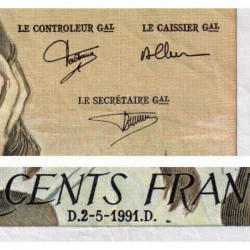 LE CONTROLEUR GAL LE CAISSIER GAL
LE SECRÉTAIRE GAL
CENTS FRAN
D.2-5-1991.D.